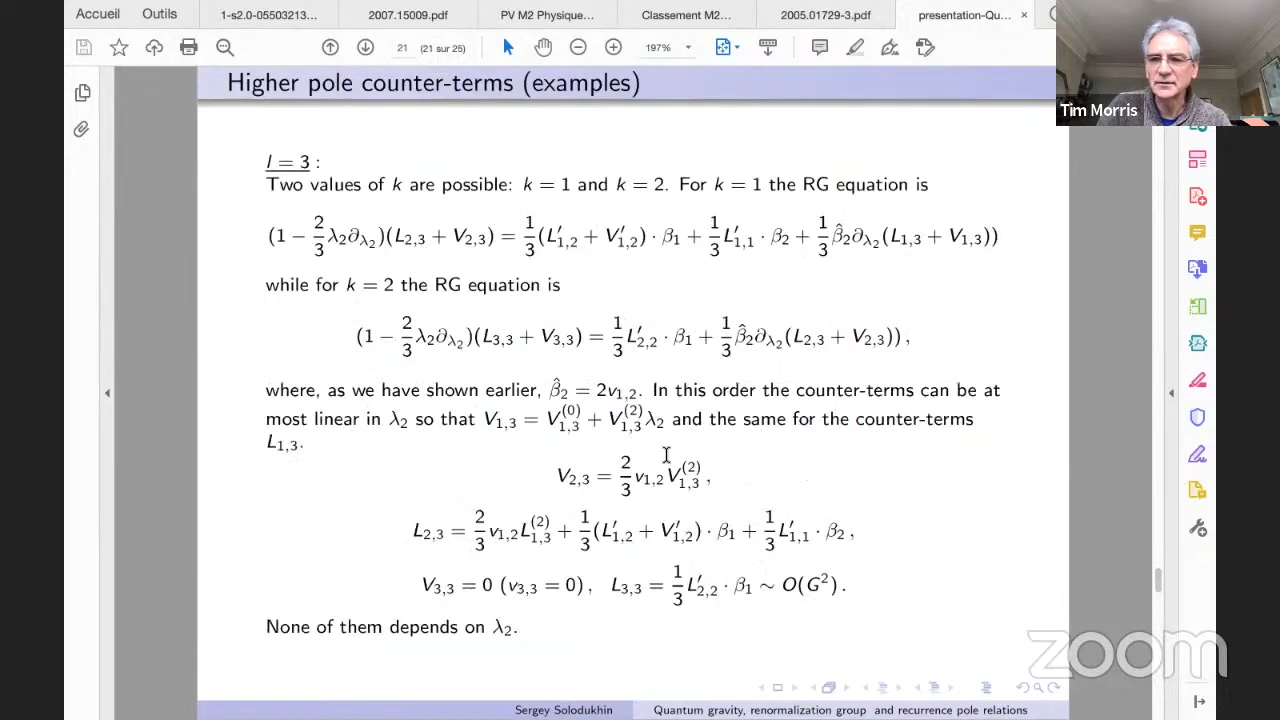 Accueil Outils 1-s2.0-05503213... 2007.15009.pdf PV M2 Physique... Classement M2... 2005.01729-3.pdf presentation-Qu... ×
21 (21 sur 25) 197%
Higher pole counter-terms (examples)
Tim Morris
l = 3 :
Two values of k are possible: k = 1 and k = 2. For k = 1 the RG equation is
(1 − 2/3 λ₂∂_{λ₂})(L_{2,3} + V_{2,3}) = 1/3 (L′_{1,2} + V′_{1,2}) · β₁ + 1/3 L′_{1,1} · β₂ + 1/3 β̂₂∂_{λ₂}(L_{1,3} + V_{1,3}))
while for k = 2 the RG equation is
(1 − 2/3 λ₂∂_{λ₂})(L_{3,3} + V_{3,3}) = 1/3 L′_{2,2} · β₁ + 1/3 β̂₂∂_{λ₂}(L_{2,3} + V_{2,3})) ,
where, as we have shown earlier, β̂₂ = 2v_{1,2}. In this order the counter-terms can be at
most linear in λ₂ so that V_{1,3} = V_{1,3}^{(0)} + V_{1,3}^{(2)}λ₂ and the same for the counter-terms
L_{1,3}.
V_{2,3} = 2/3 v_{1,2}V_{1,3}^{(2)} ,
L_{2,3} = 2/3 v_{1,2}L_{1,3}^{(2)} + 1/3 (L′_{1,2} + V′_{1,2}) · β₁ + 1/3 L′_{1,1} · β₂ ,
V_{3,3} = 0 (v_{3,3} = 0) , L_{3,3} = 1/3 L′_{2,2} · β₁ ∼ O(G²) .
None of them depends on λ₂.
zoom
Sergey Solodukhin Quantum gravity, renormalization group and recurrence pole relations